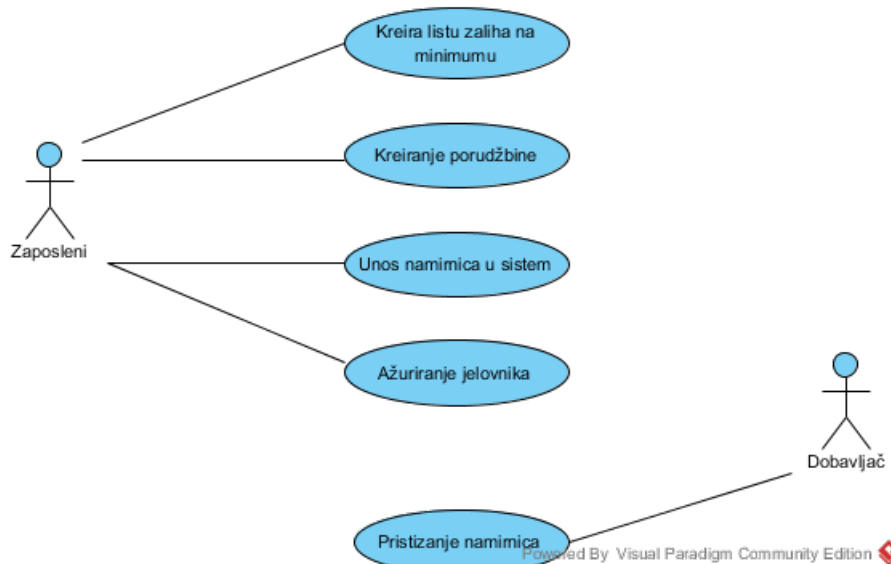 Kreira listu zaliha na
minimumu
Kreiranje porudžbine
Zaposleni
Unos namirnica u sistem
Ažuriranje jelovnika
Dobavljač
Pristizanje namirnica
Powered By Visual Paradigm Community Edition